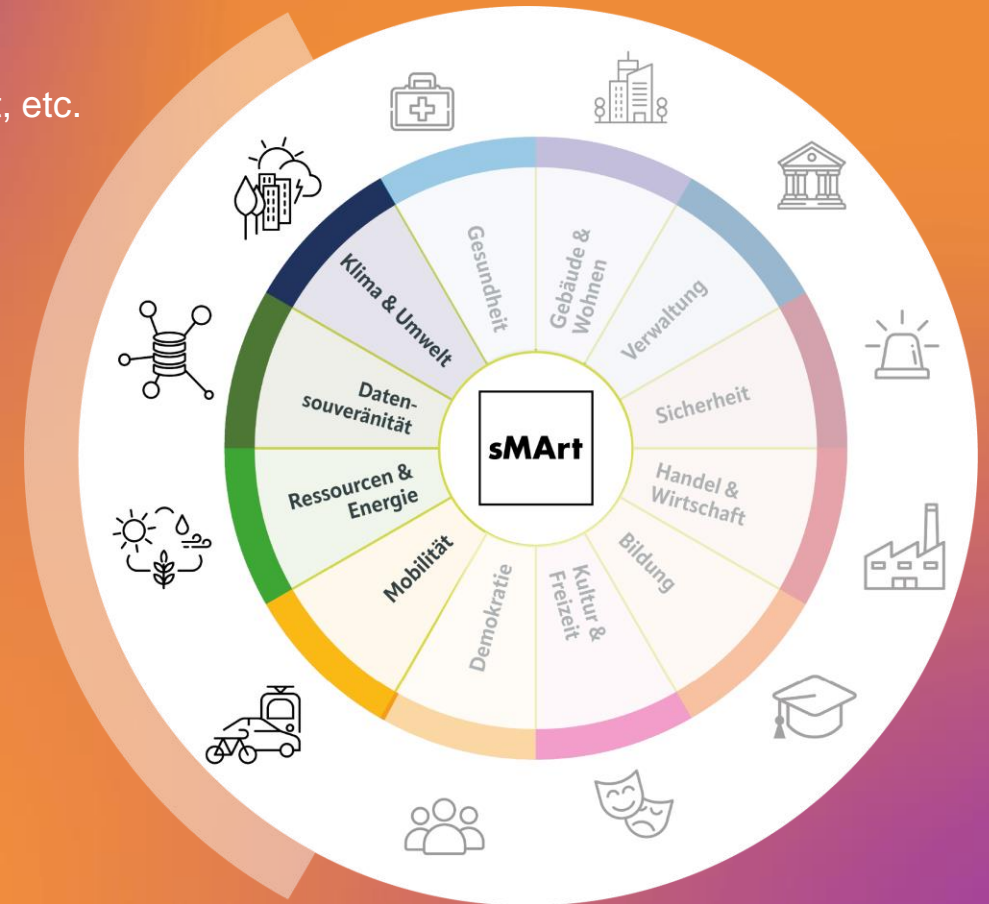 , etc.
Gesundheit
Gebäude &
Wohnen
Verwaltung
Sicherheit
Handel &
Wirtschaft
Bildung
Kultur &
Freizeit
Demokratie
Mobilität
Ressourcen &
Energie
Daten-
souveränität
Klima & Umwelt
sMArt